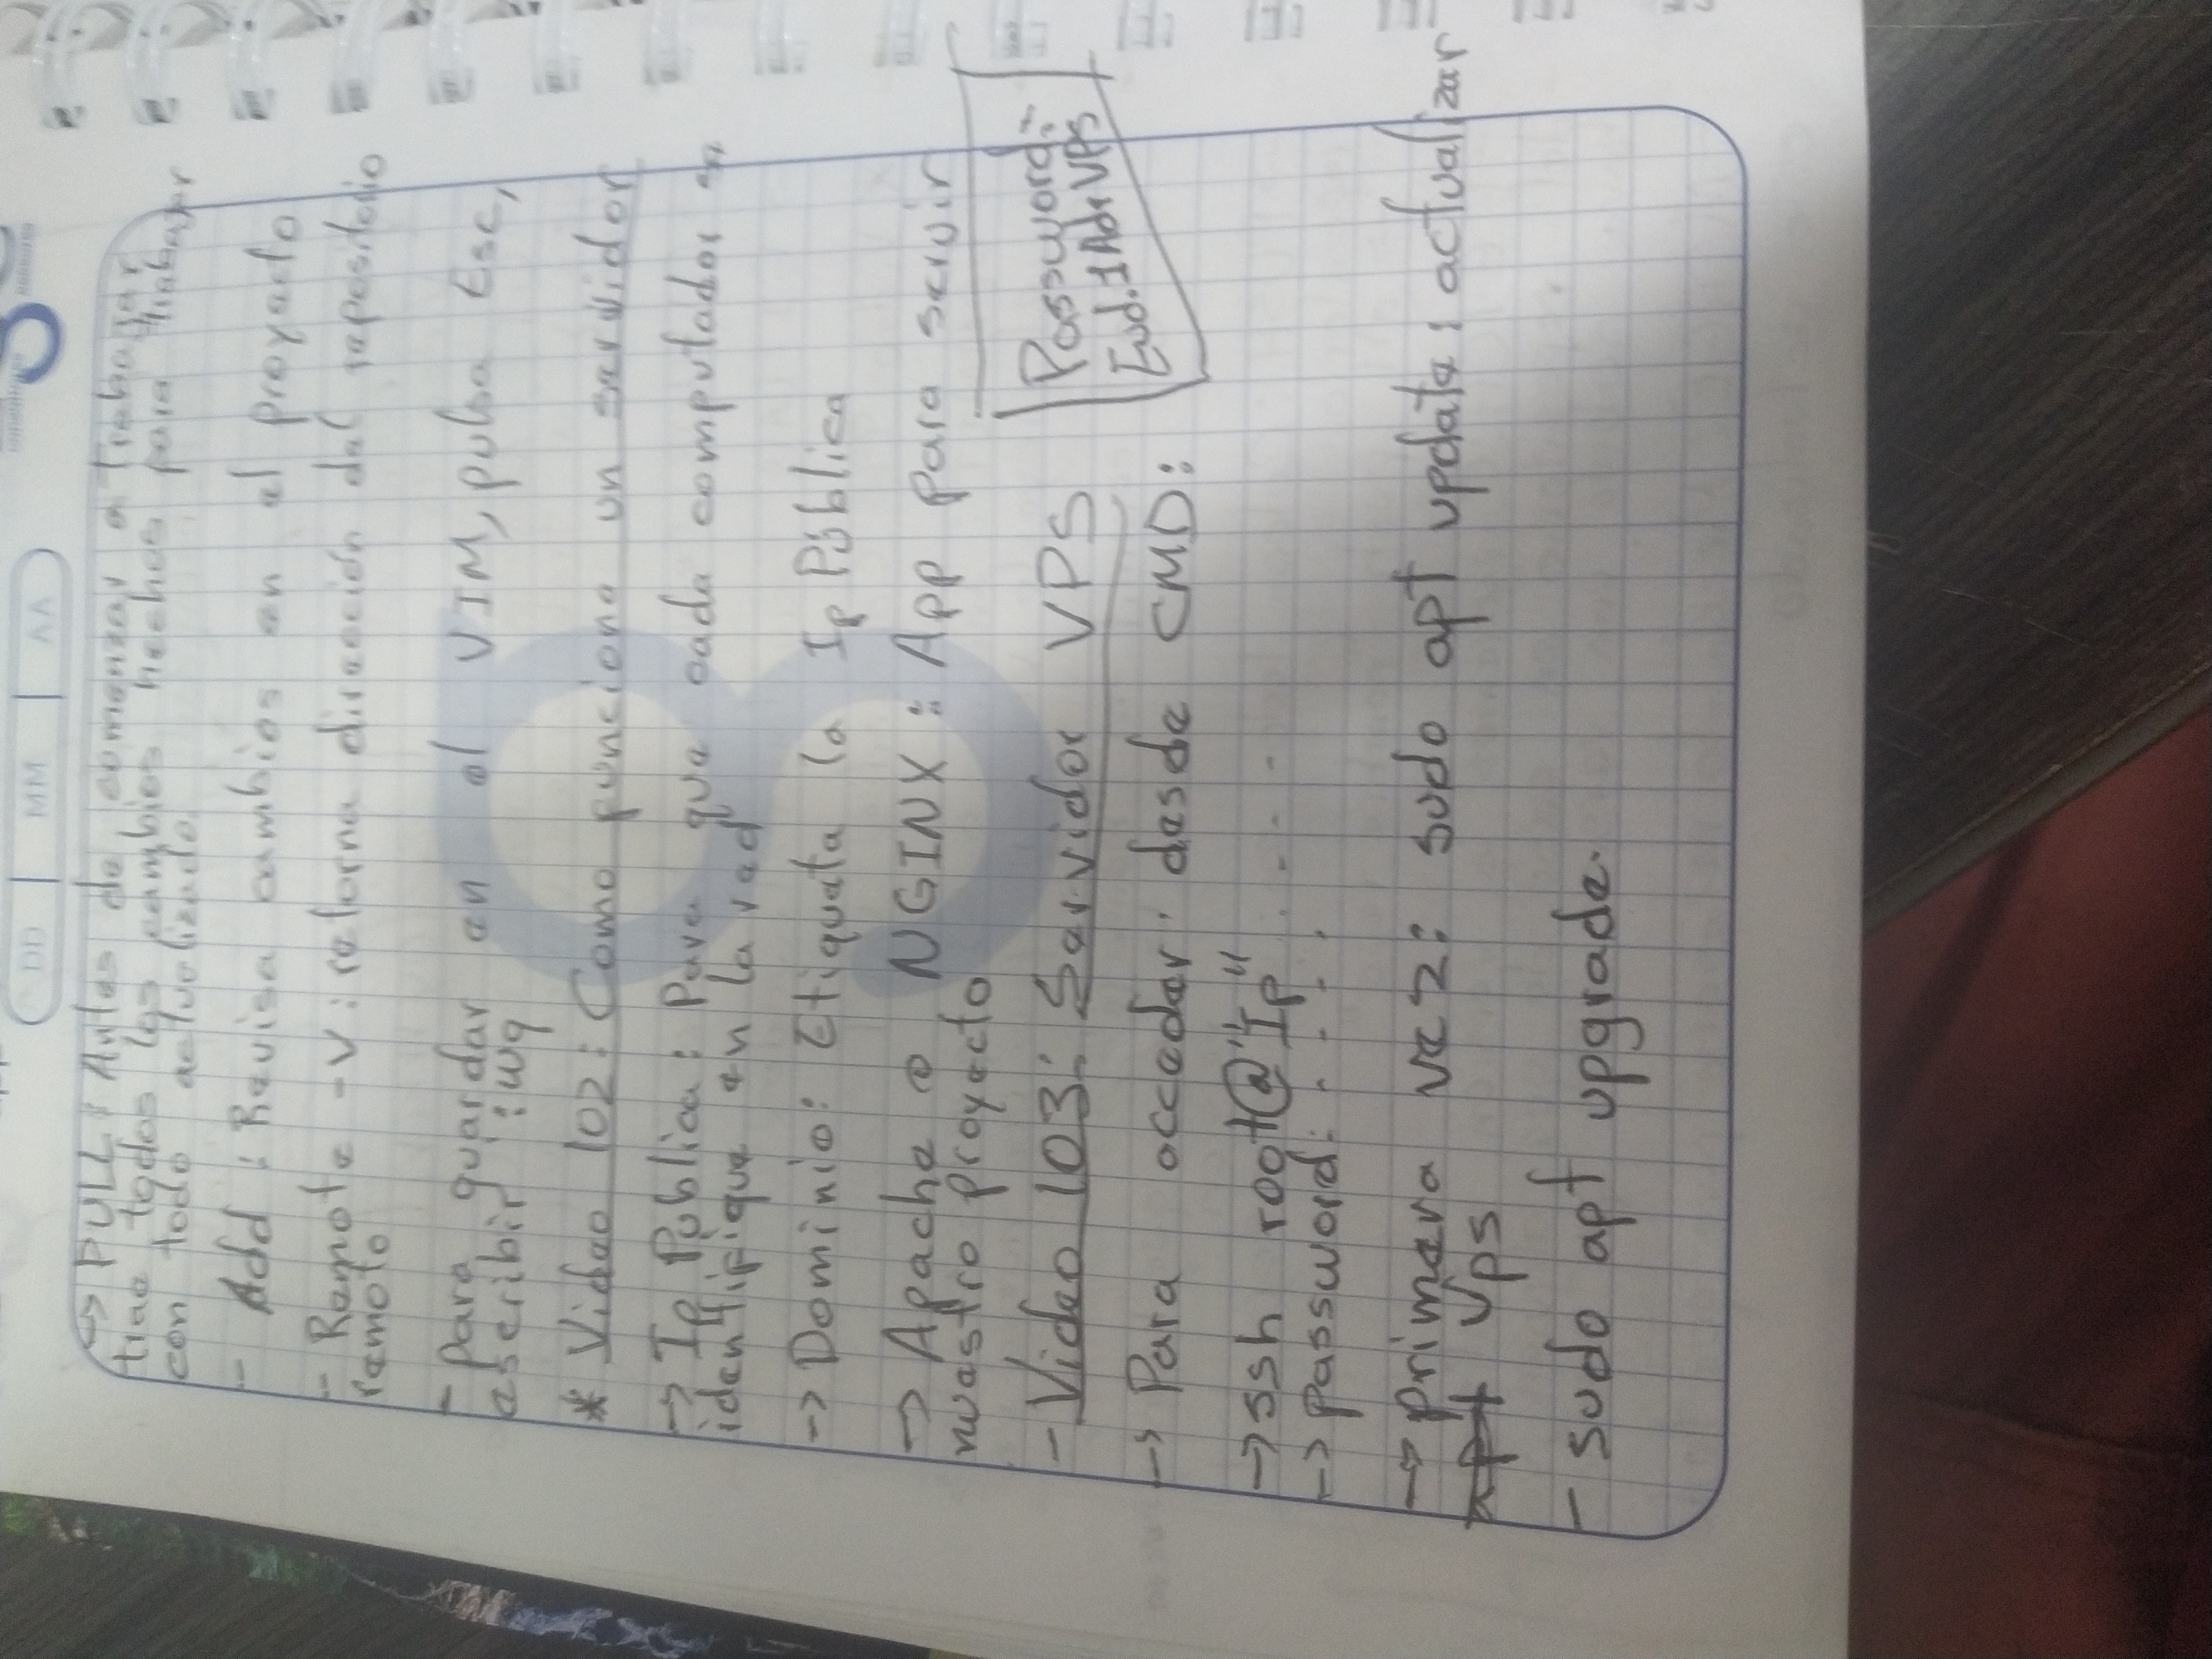 DD MM AA
→ PULL: Antes de comenzar a Trabajar
trae todos los cambios hechos para trabajar
con todo actualizado.
- Add : Revisa cambios en el proyecto
- Remote -V : retorna dirección del repositorio
remoto
- para guardar en el VIM, pulsa Esc,
escribir :wq
* Video 102: Como funciona un servidor
→ Ip Publica: Para que cada computador se
identifique en la red
-> Dominio: Etiqueta la Ip Pública
→ Apache o NGINX : App para servir
nuestro proyecto
- Video 103: Servidor VPS
Password:
Eud.1AdrVPS
→ Para acceder desde CMD:
→ ssh root@"Ip" . - - -
-> password: - - - -
→ primera vez: sudo apt update: actualizar
apt Vps
- sudo apt upgrade.